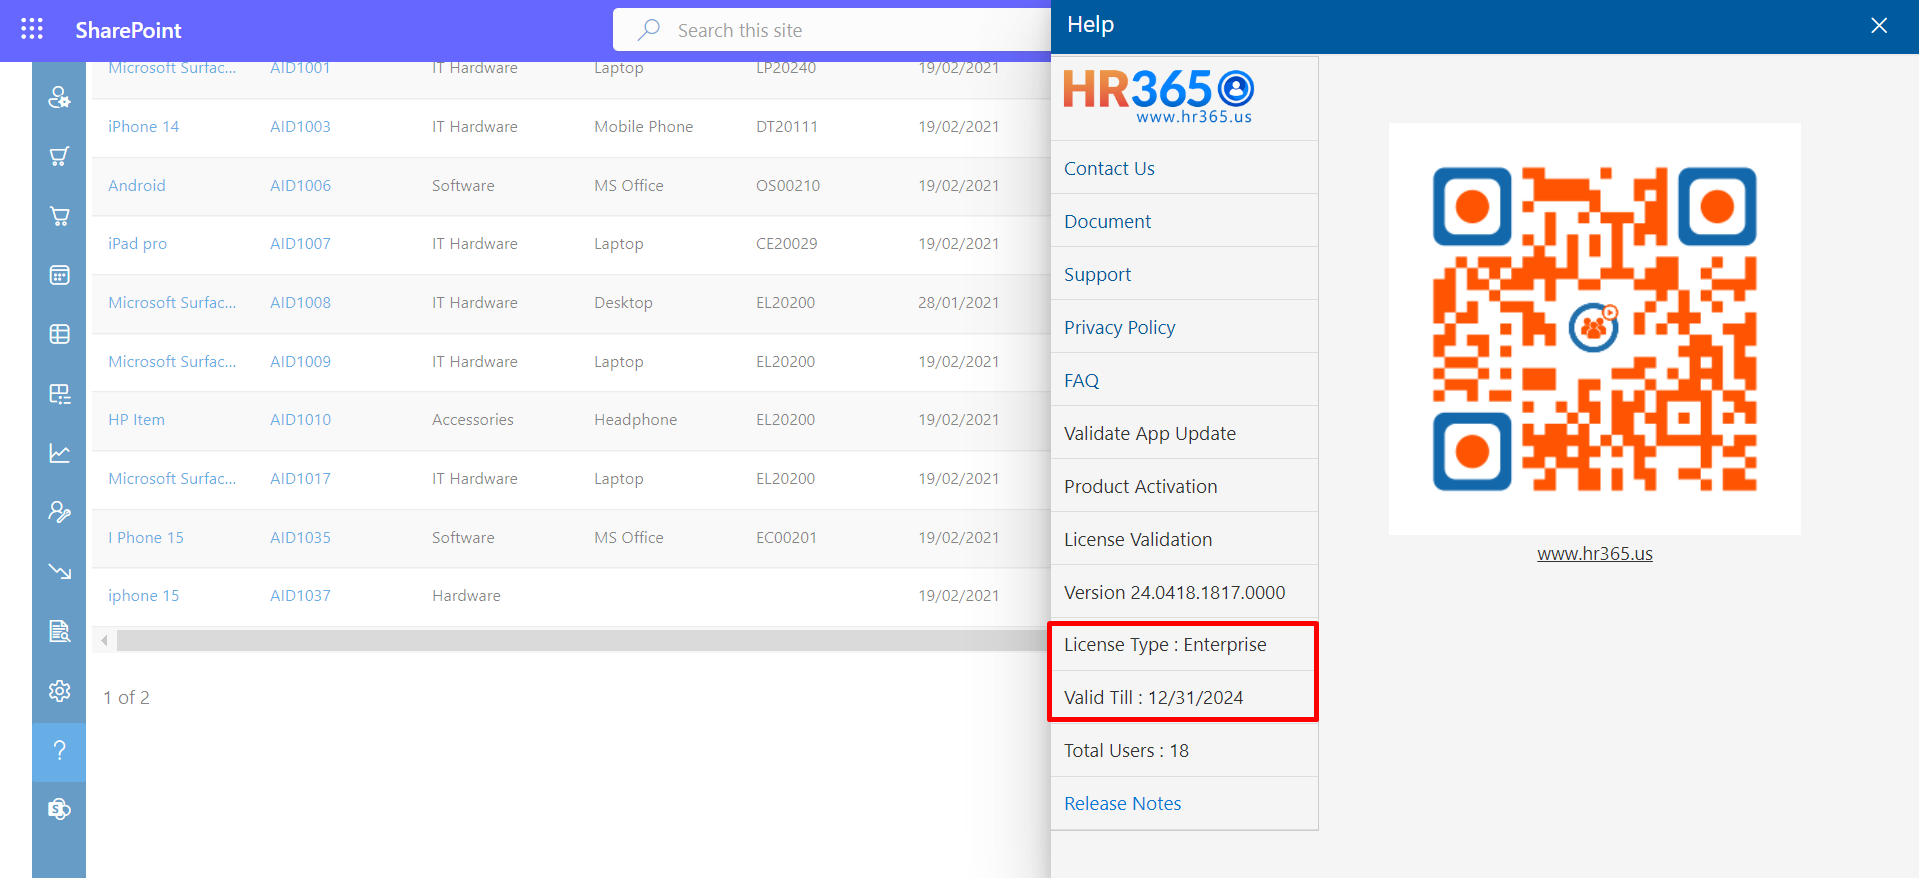 SharePoint
Search this site
Microsoft Surfac... AID1001 IT Hardware Laptop LP20240 19/02/2021
iPhone 14 AID1003 IT Hardware Mobile Phone DT20111 19/02/2021
Android AID1006 Software MS Office OS00210 19/02/2021
iPad pro AID1007 IT Hardware Laptop CE20029 19/02/2021
Microsoft Surfac... AID1008 IT Hardware Desktop EL20200 28/01/2021
Microsoft Surfac... AID1009 IT Hardware Laptop EL20200 19/02/2021
HP Item AID1010 Accessories Headphone EL20200 19/02/2021
Microsoft Surfac... AID1017 IT Hardware Laptop EL20200 19/02/2021
I Phone 15 AID1035 Software MS Office EC00201 19/02/2021
iphone 15 AID1037 Hardware 19/02/2021
1 of 2
Help
HR365
www.hr365.us
Contact Us
Document
Support
Privacy Policy
FAQ
Validate App Update
Product Activation
License Validation
Version 24.0418.1817.0000
License Type : Enterprise
Valid Till : 12/31/2024
Total Users : 18
Release Notes
www.hr365.us